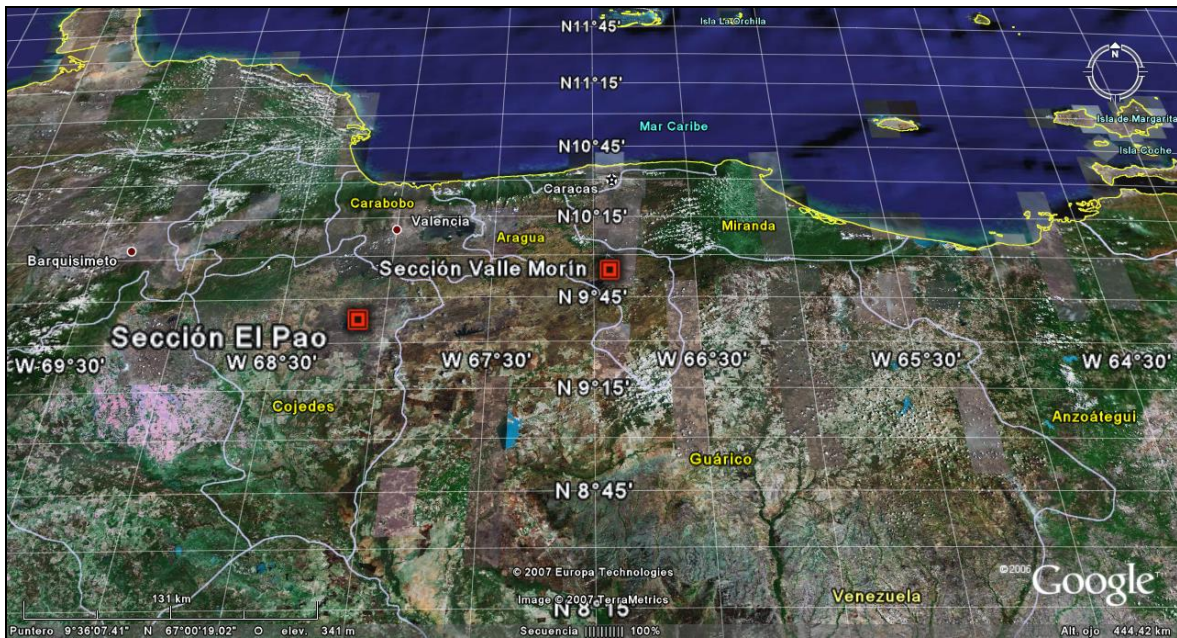 N11°45'
Isla La Orchila
N
N11°15'
Isla de Margarita
Mar Caribe
N10°45'
Isla Coche
Caracas
Carabobo
Valencia
N10°15'
Miranda
Aragua
Barquisimeto
Sección Valle Morín
N 9°45'
Sección El Pao
W 69°30'
W 68°30'
W 67°30'
W 66°30'
W 65°30'
W 64°30'
N 9°15'
Cojedes
Anzoátegui
Guárico
N 8°45'
© 2007 Europa Technologies
©2006 Google
131 km
Image © 2007 TerraMetrics
Venezuela
N 8°15'
Puntero 9°36'07.41" N 67°00'19.02" O elev. 341 m Secuencia |||||||||| 100% Alt. ojo 444.42 km